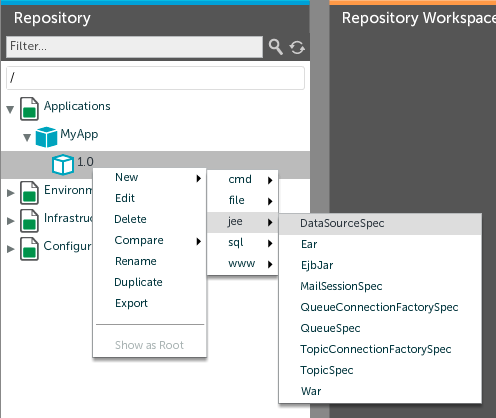 Repository
Repository Workspace
Filter...
/
Applications
MyApp
1.0
Environm
Infrastruc
Configur
New
Edit
Delete
Compare
Rename
Duplicate
Export
Show as Root
cmd
file
jee
sql
www
DataSourceSpec
Ear
EjbJar
MailSessionSpec
QueueConnectionFactorySpec
QueueSpec
TopicConnectionFactorySpec
TopicSpec
War